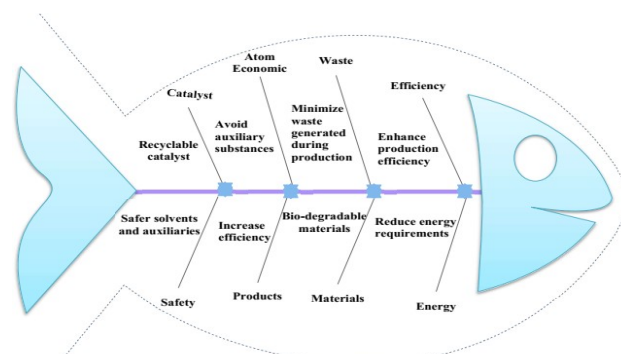 Catalyst
Atom
Economic
Waste
Efficiency
Recyclable
catalyst
Avoid
auxiliary
substances
Minimize
waste
generated
during
production
Enhance
production
efficiency
Safer solvents
and auxiliaries
Increase
efficiency
Bio-degradable
materials
Reduce energy
requirements
Safety
Products
Materials
Energy